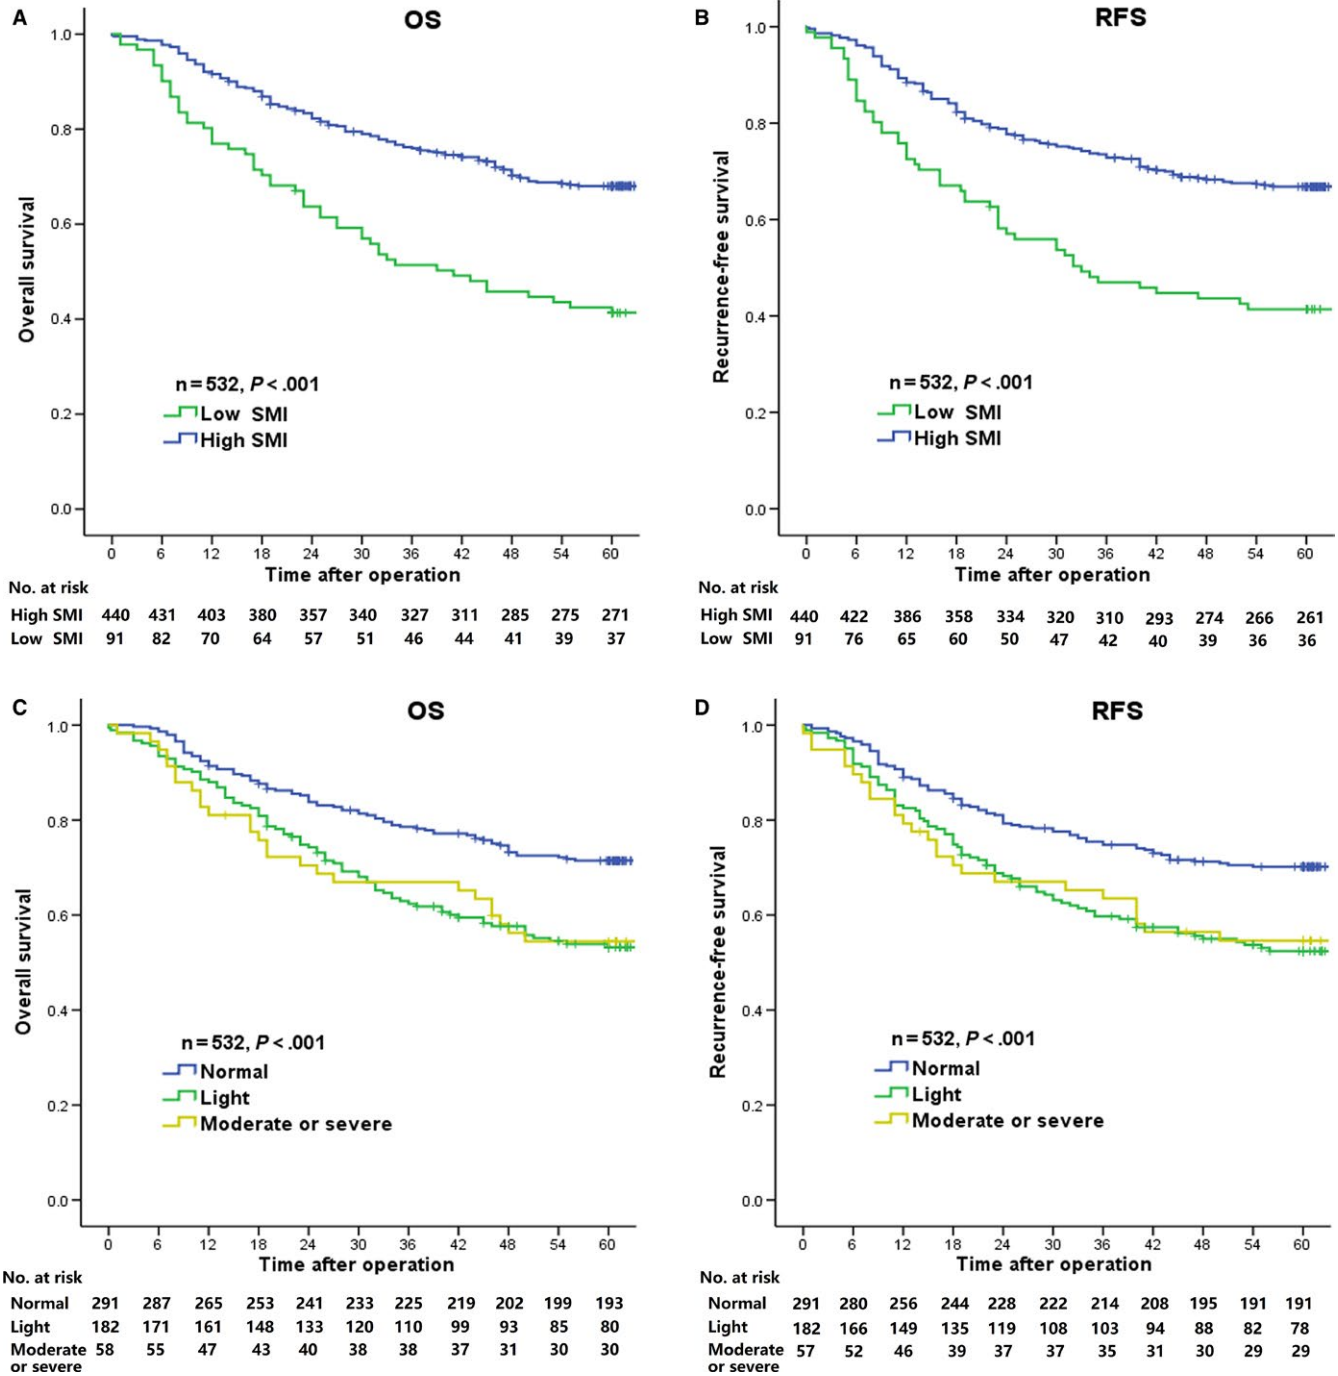 A
OS
1.0
0.8
0.6
0.4
0.2
0.0
Overall survival
n=532, P<.001
Low SMI
High SMI
0 6 12 18 24 30 36 42 48 54 60
Time after operation
No. at risk
High SMI 440 431 403 380 357 340 327 311 285 275 271
Low SMI 91 82 70 64 57 51 46 44 41 39 37
B
RFS
1.0
0.8
0.6
0.4
0.2
0.0
Recurrence-free survival
n=532, P<.001
Low SMI
High SMI
0 6 12 18 24 30 36 42 48 54 60
Time after operation
No. at risk
High SMI 440 422 386 358 334 320 310 293 274 266 261
Low SMI 91 76 65 60 50 47 42 40 39 36 36
C
OS
1.0
0.8
0.6
0.4
0.2
0.0
Overall survival
n=532, P<.001
Normal
Light
Moderate or severe
0 6 12 18 24 30 36 42 48 54 60
Time after operation
No. at risk
Normal 291 287 265 253 241 233 225 219 202 199 193
Light 182 171 161 148 133 120 110 99 93 85 80
Moderate 58 55 47 43 40 38 38 37 31 30 30
or severe
D
RFS
1.0
0.8
0.6
0.4
0.2
0.0
Recurrence-free survival
n=532, P<.001
Normal
Light
Moderate or severe
0 6 12 18 24 30 36 42 48 54 60
Time after operation
No. at risk
Normal 291 280 256 244 228 222 214 208 195 191 191
Light 182 166 149 135 119 108 103 94 88 82 78
Moderate 57 52 46 39 37 37 35 31 30 29 29
or severe